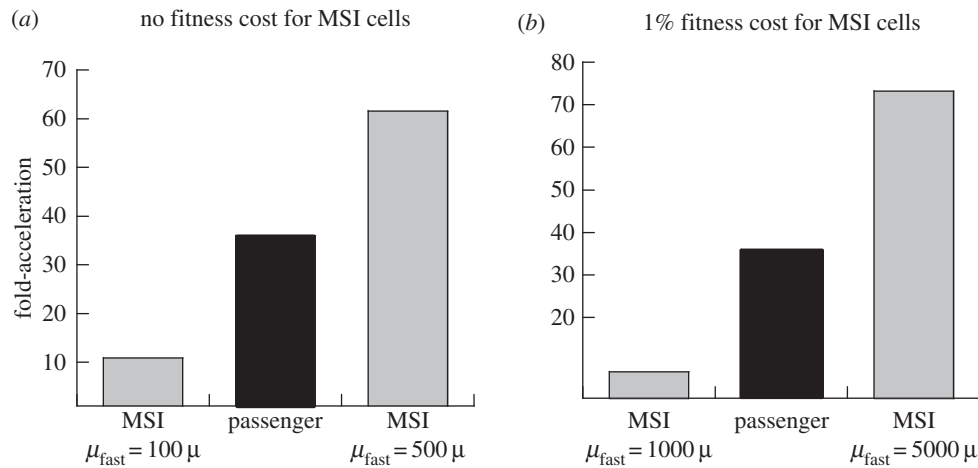 (a) no fitness cost for MSI cells
fold-acceleration
70
60
50
40
30
20
10
MSI passenger MSI
μfast = 100 μ μfast = 500 μ
(b) 1% fitness cost for MSI cells
80
70
60
50
40
30
20
MSI passenger MSI
μfast = 1000 μ μfast = 5000 μ